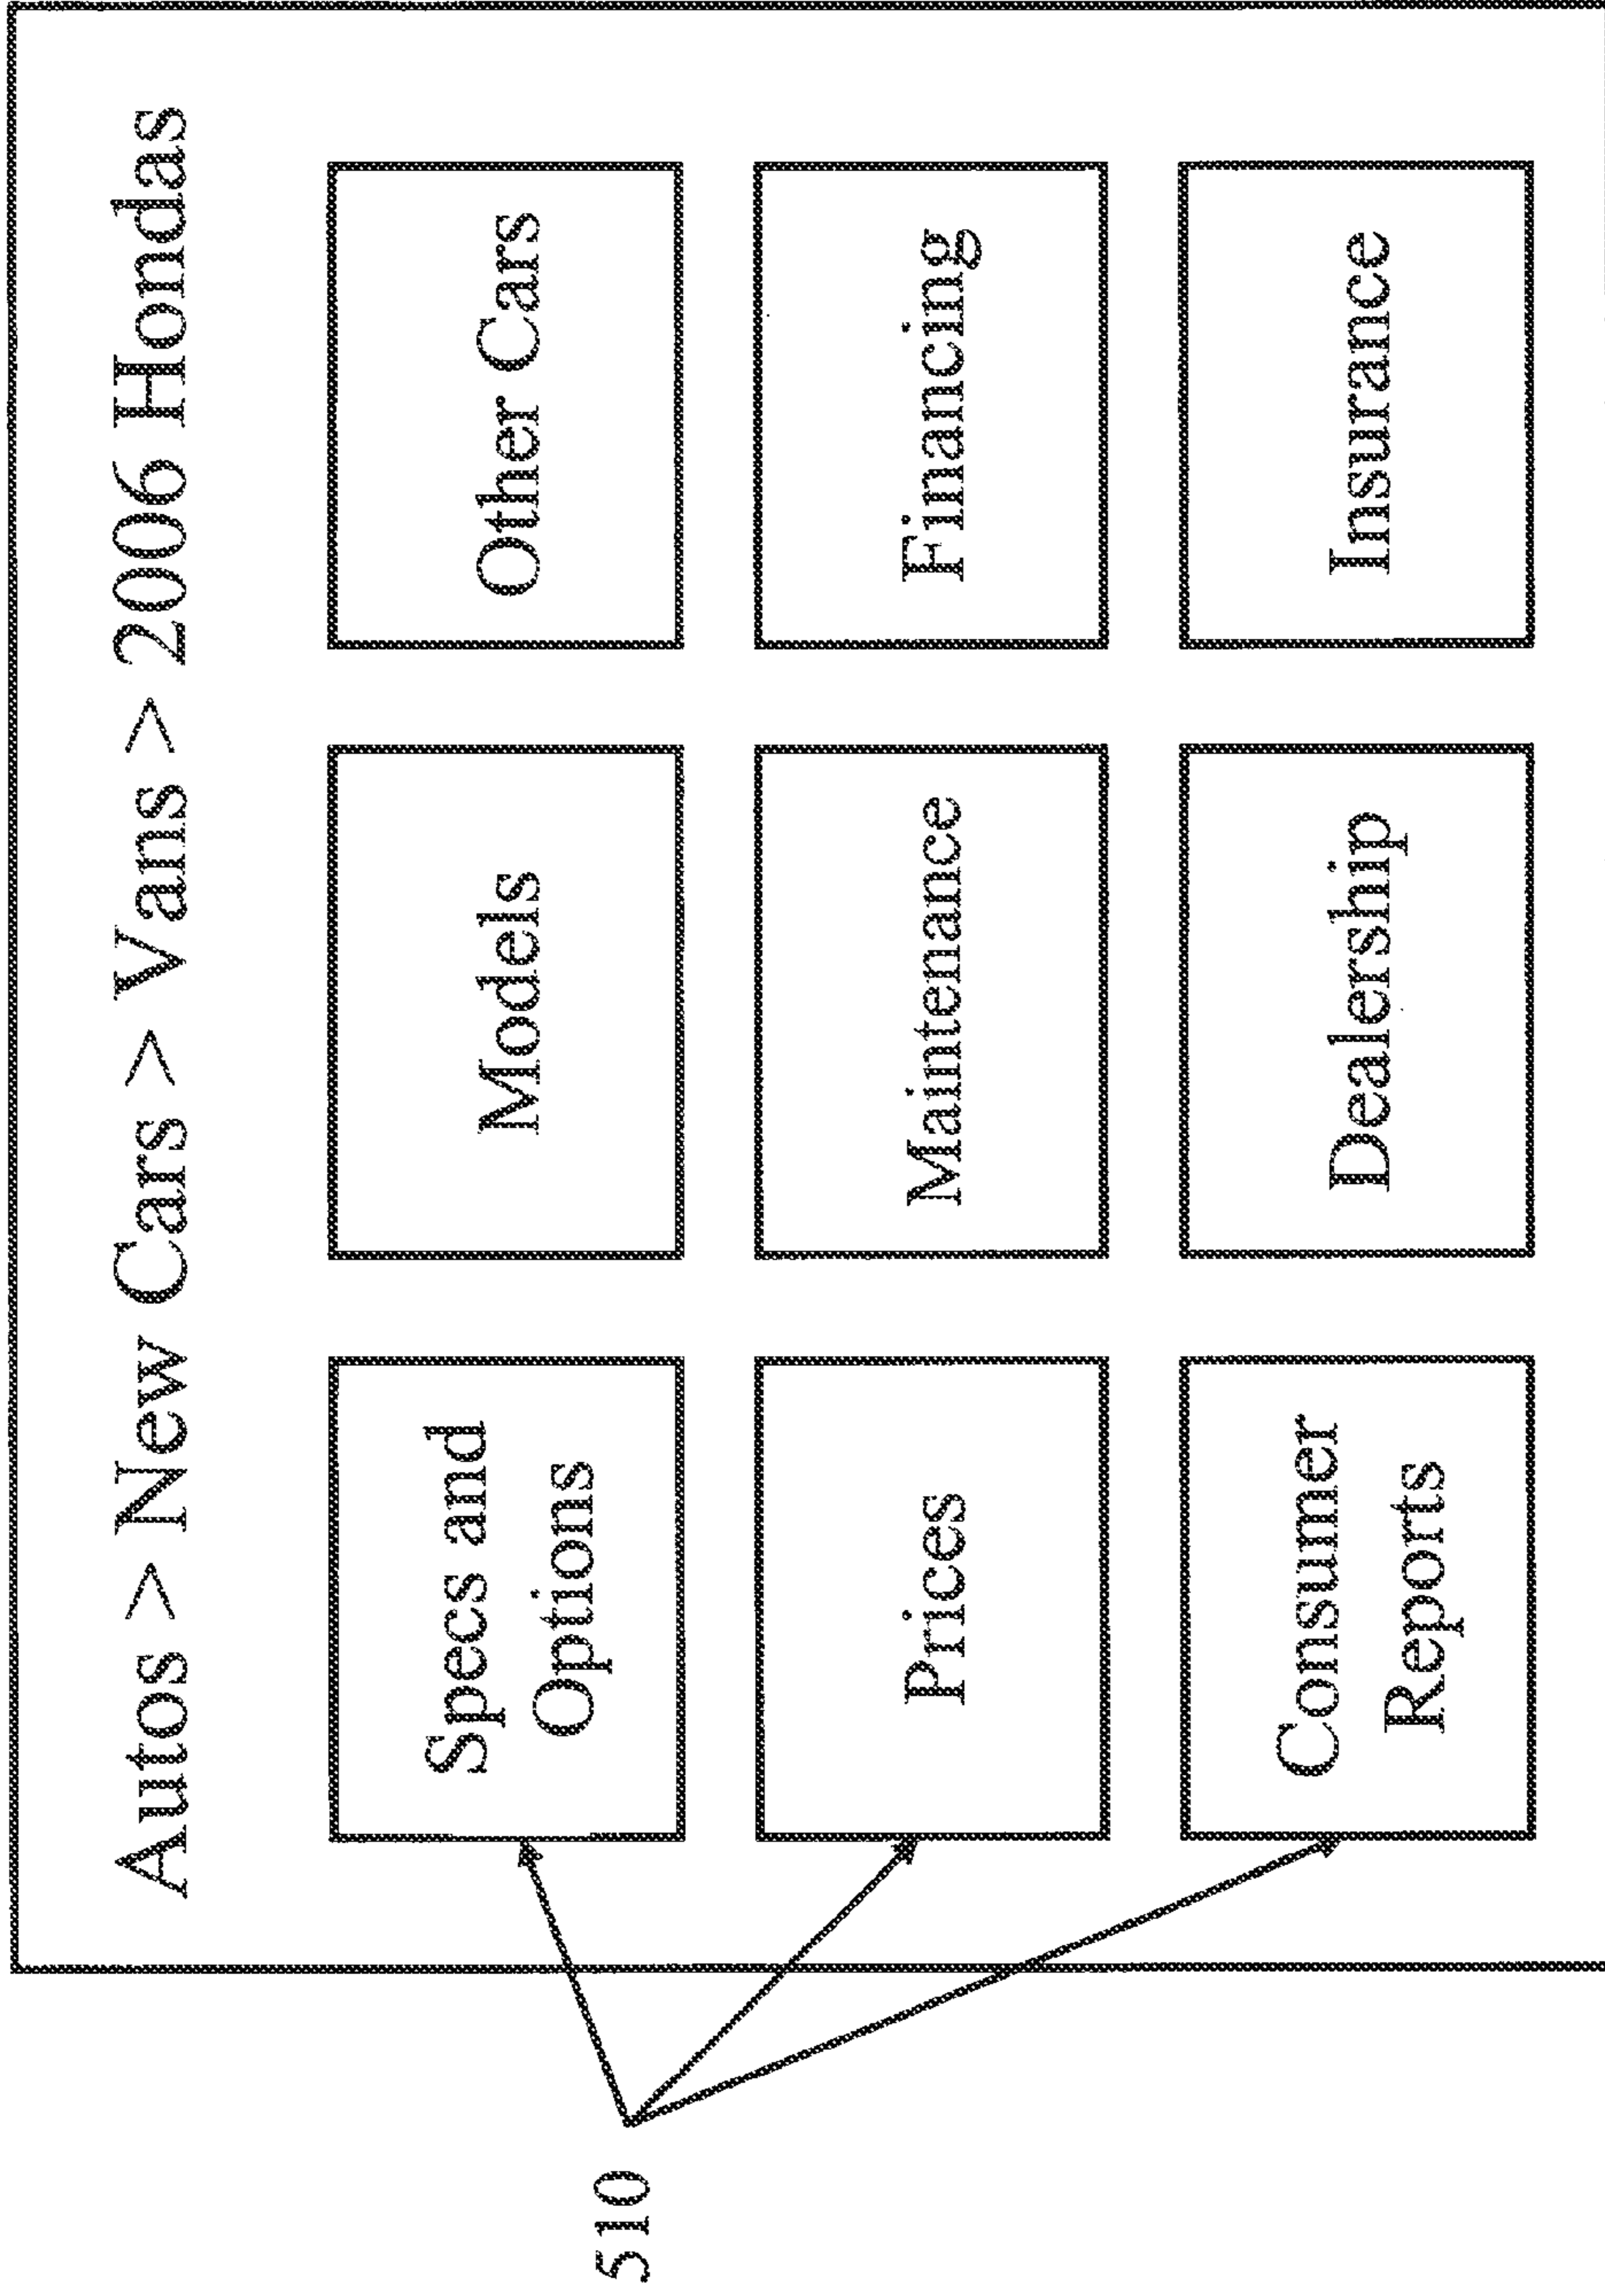 Autos > New Cars > Vans > 2006 Hondas
Specs and
Options
Models
Other Cars
Prices
Maintenance
Financing
Consumer
Reports
Dealership
Insurance
510